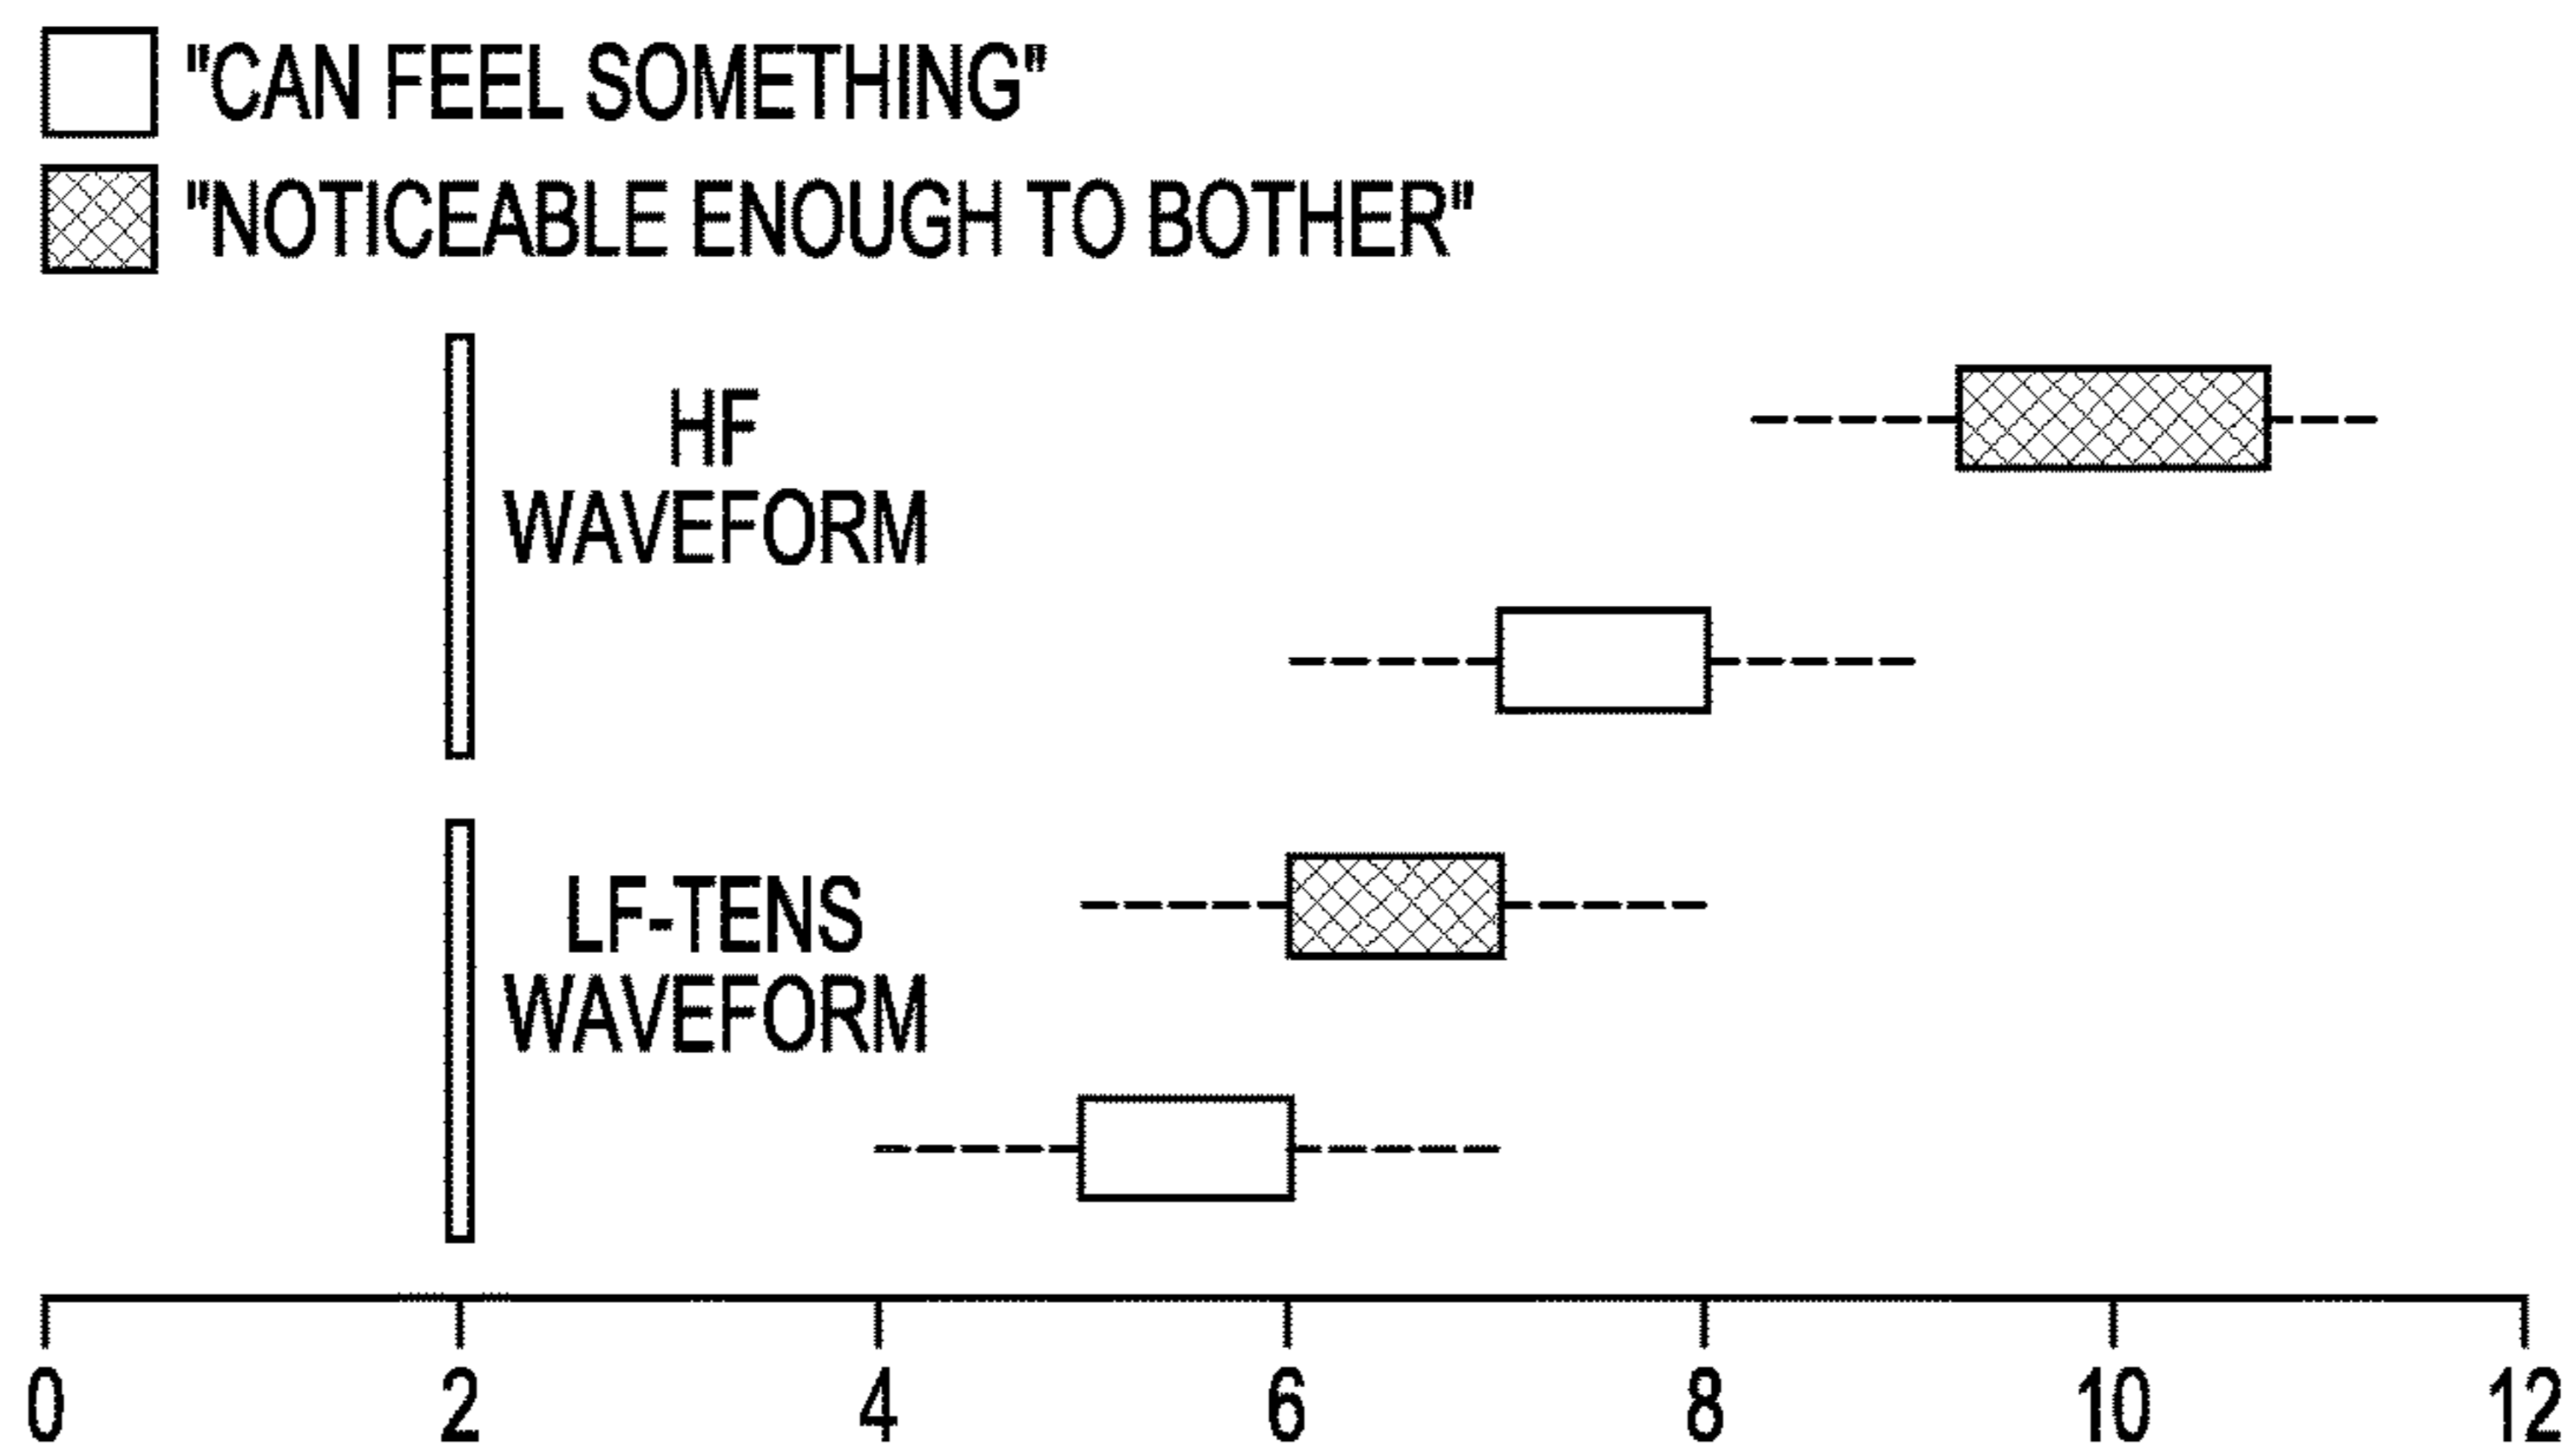 "CAN FEEL SOMETHING"
"NOTICEABLE ENOUGH TO BOTHER"
HF
WAVEFORM
LF-TENS
WAVEFORM
0 2 4 6 8 10 12